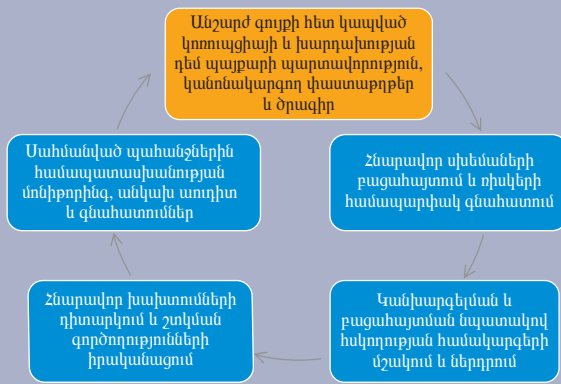 Անշարժ գույքի հետ կապված
կոռուպցիայի և խարդախության
դեմ պայքարի պարտավորություն,
կանոնակարգող փաստաթղթեր
և ծրագիր
Հնարավոր սխեմաների
բացահայտում և ռիսկերի
համապարփակ գնահատում
Կանխարգելման և
բացահայտման նպատակով
հսկողության համակարգերի
մշակում և ներդրում
Հնարավոր խախտումների
դիտարկում և շտկման
գործողությունների
իրականացում
Սահմանված պահանջներին
համապատասխանության
մոնիթորինգ, անկախ աուդիտ
և գնահատումներ